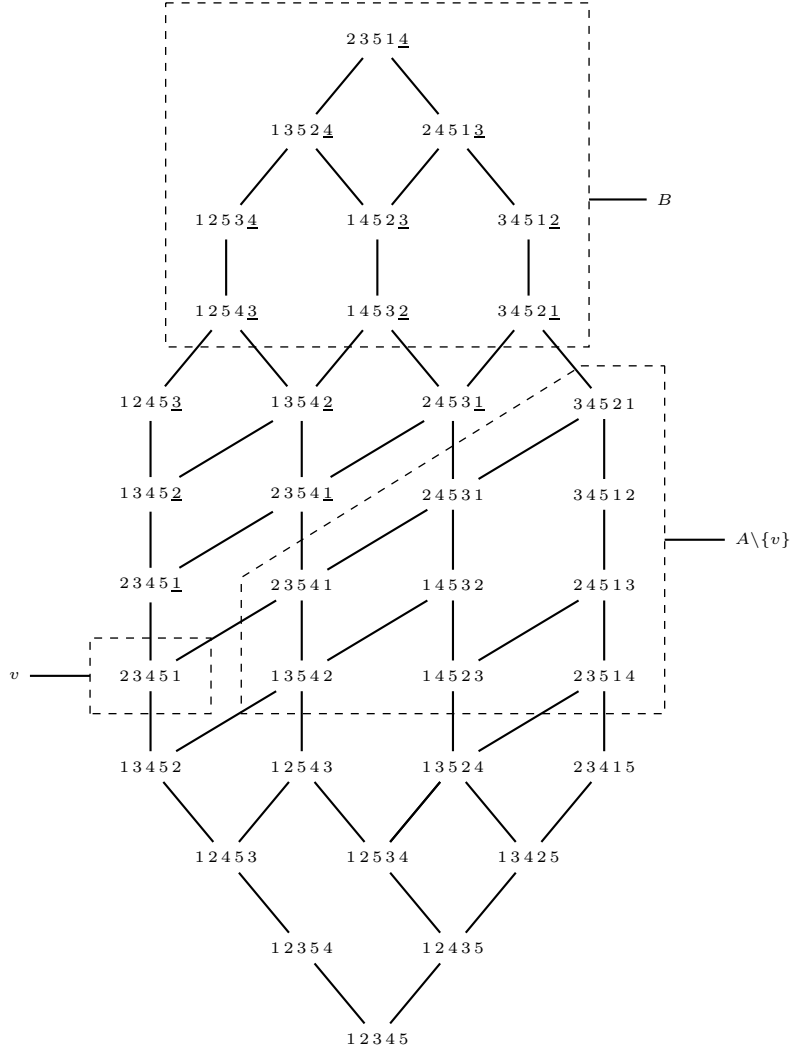 2 3 5 1 4
1 3 5 2 4 2 4 5 1 3
1 2 5 3 4 1 4 5 2 3 3 4 5 1 2 B
1 2 5 4 3 1 4 5 3 2 3 4 5 2 1
1 2 4 5 3 1 3 5 4 2 2 4 5 3 1 3 4 5 2 1
1 3 4 5 2 2 3 5 4 1 2 4 5 3 1 3 4 5 1 2
A\{v}
2 3 4 5 1 2 3 5 4 1 1 4 5 3 2 2 4 5 1 3
v 2 3 4 5 1 1 3 5 4 2 1 4 5 2 3 2 3 5 1 4
1 3 4 5 2 1 2 5 4 3 1 3 5 2 4 2 3 4 1 5
1 2 4 5 3 1 2 5 3 4 1 3 4 2 5
1 2 3 5 4 1 2 4 3 5
1 2 3 4 5